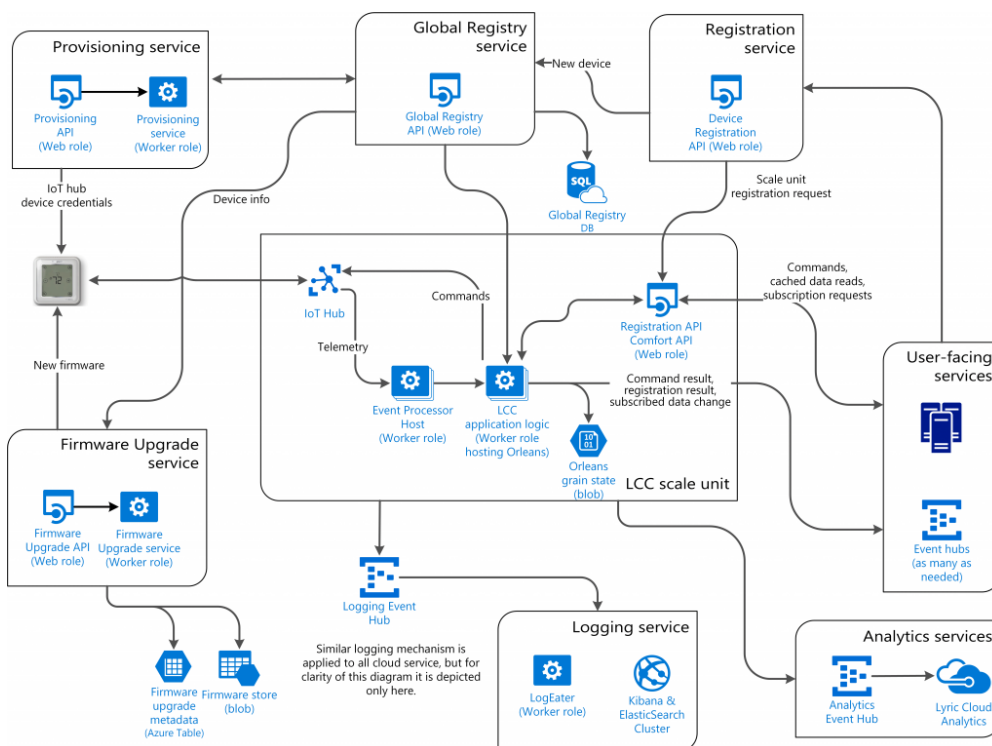 Provisioning service
Provisioning
API
(Web role)
Provisioning
service
(Worker role)
Global Registry
service
Global Registry
API (Web role)
Registration
service
Device
Registration
API (Web role)
New device
IoT hub
device credentials
Device info
SQL
Global Registry
DB
Scale unit
registration request
72
IoT Hub
Commands
Telemetry
Registration API
Comfort API
(Web role)
Commands,
cached data reads,
subscription requests
New firmware
Event Processor
Host
(Worker role)
LCC
application logic
(Worker role
hosting Orleans)
Command result,
registration result,
subscribed data change
10
01
Orleans
grain state
(blob)
LCC scale unit
User-facing
services
Event hubs
(as many as
needed)
Firmware Upgrade
service
Firmware
Upgrade API
(Web role)
Firmware
Upgrade service
(Worker role)
Firmware
upgrade
metadata
(Azure Table)
Firmware store
(blob)
Logging Event
Hub
Similar logging mechanism is
applied to all cloud service, but for
clarity of this diagram it is depicted
only here.
Logging service
LogEater
(Worker role)
Kibana &
ElasticSearch
Cluster
Analytics services
Analytics
Event Hub
Lyric Cloud
Analytics